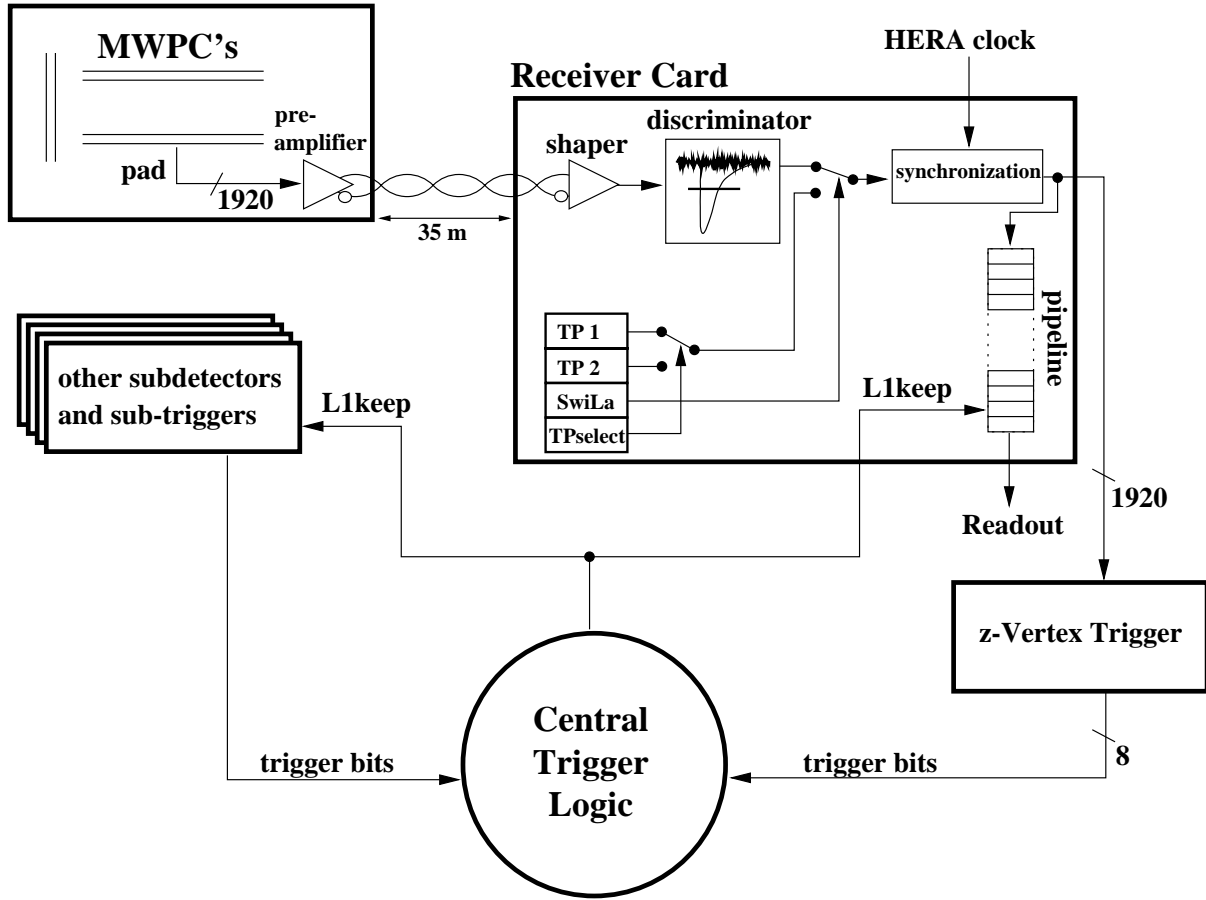 MWPC's
pre-
amplifier
pad
1920
35 m
HERA clock
Receiver Card
shaper
discriminator
synchronization
pipeline
TP 1
TP 2
SwiLa
TPselect
L1keep
Readout
1920
other subdetectors
and sub-triggers
L1keep
z-Vertex Trigger
8
Central
Trigger
Logic
trigger bits
trigger bits